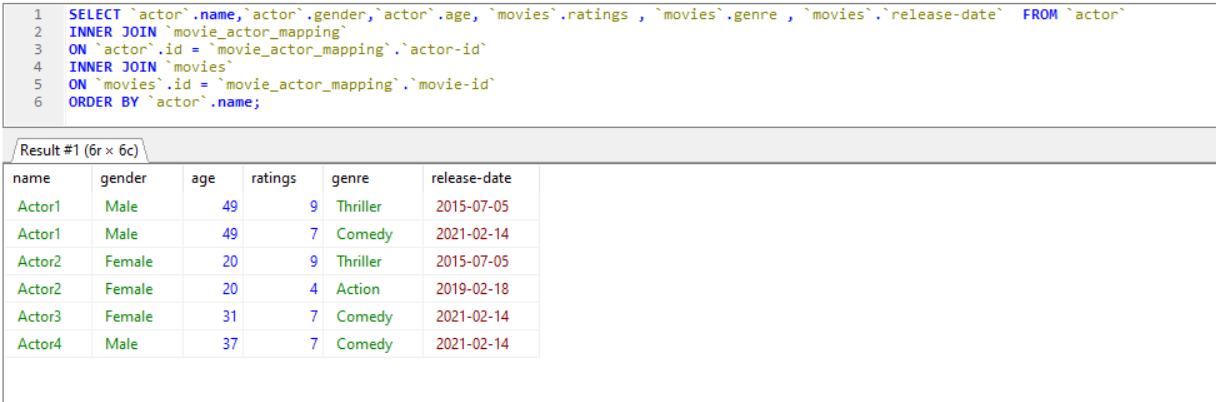 1 SELECT `actor`.name,`actor`.gender,`actor`.age, `movies`.ratings , `movies`.genre , `movies`.`release-date`  FROM `actor`
2 INNER JOIN `movie_actor_mapping`
3 ON `actor`.id = `movie_actor_mapping`.`actor-id`
4 INNER JOIN `movies`
5 ON `movies`.id = `movie_actor_mapping`.`movie-id`
6 ORDER BY `actor`.name;
Result #1 (6r × 6c)
name gender age ratings genre release-date
Actor1 Male 49 9 Thriller 2015-07-05
Actor1 Male 49 7 Comedy 2021-02-14
Actor2 Female 20 9 Thriller 2015-07-05
Actor2 Female 20 4 Action 2019-02-18
Actor3 Female 31 7 Comedy 2021-02-14
Actor4 Male 37 7 Comedy 2021-02-14